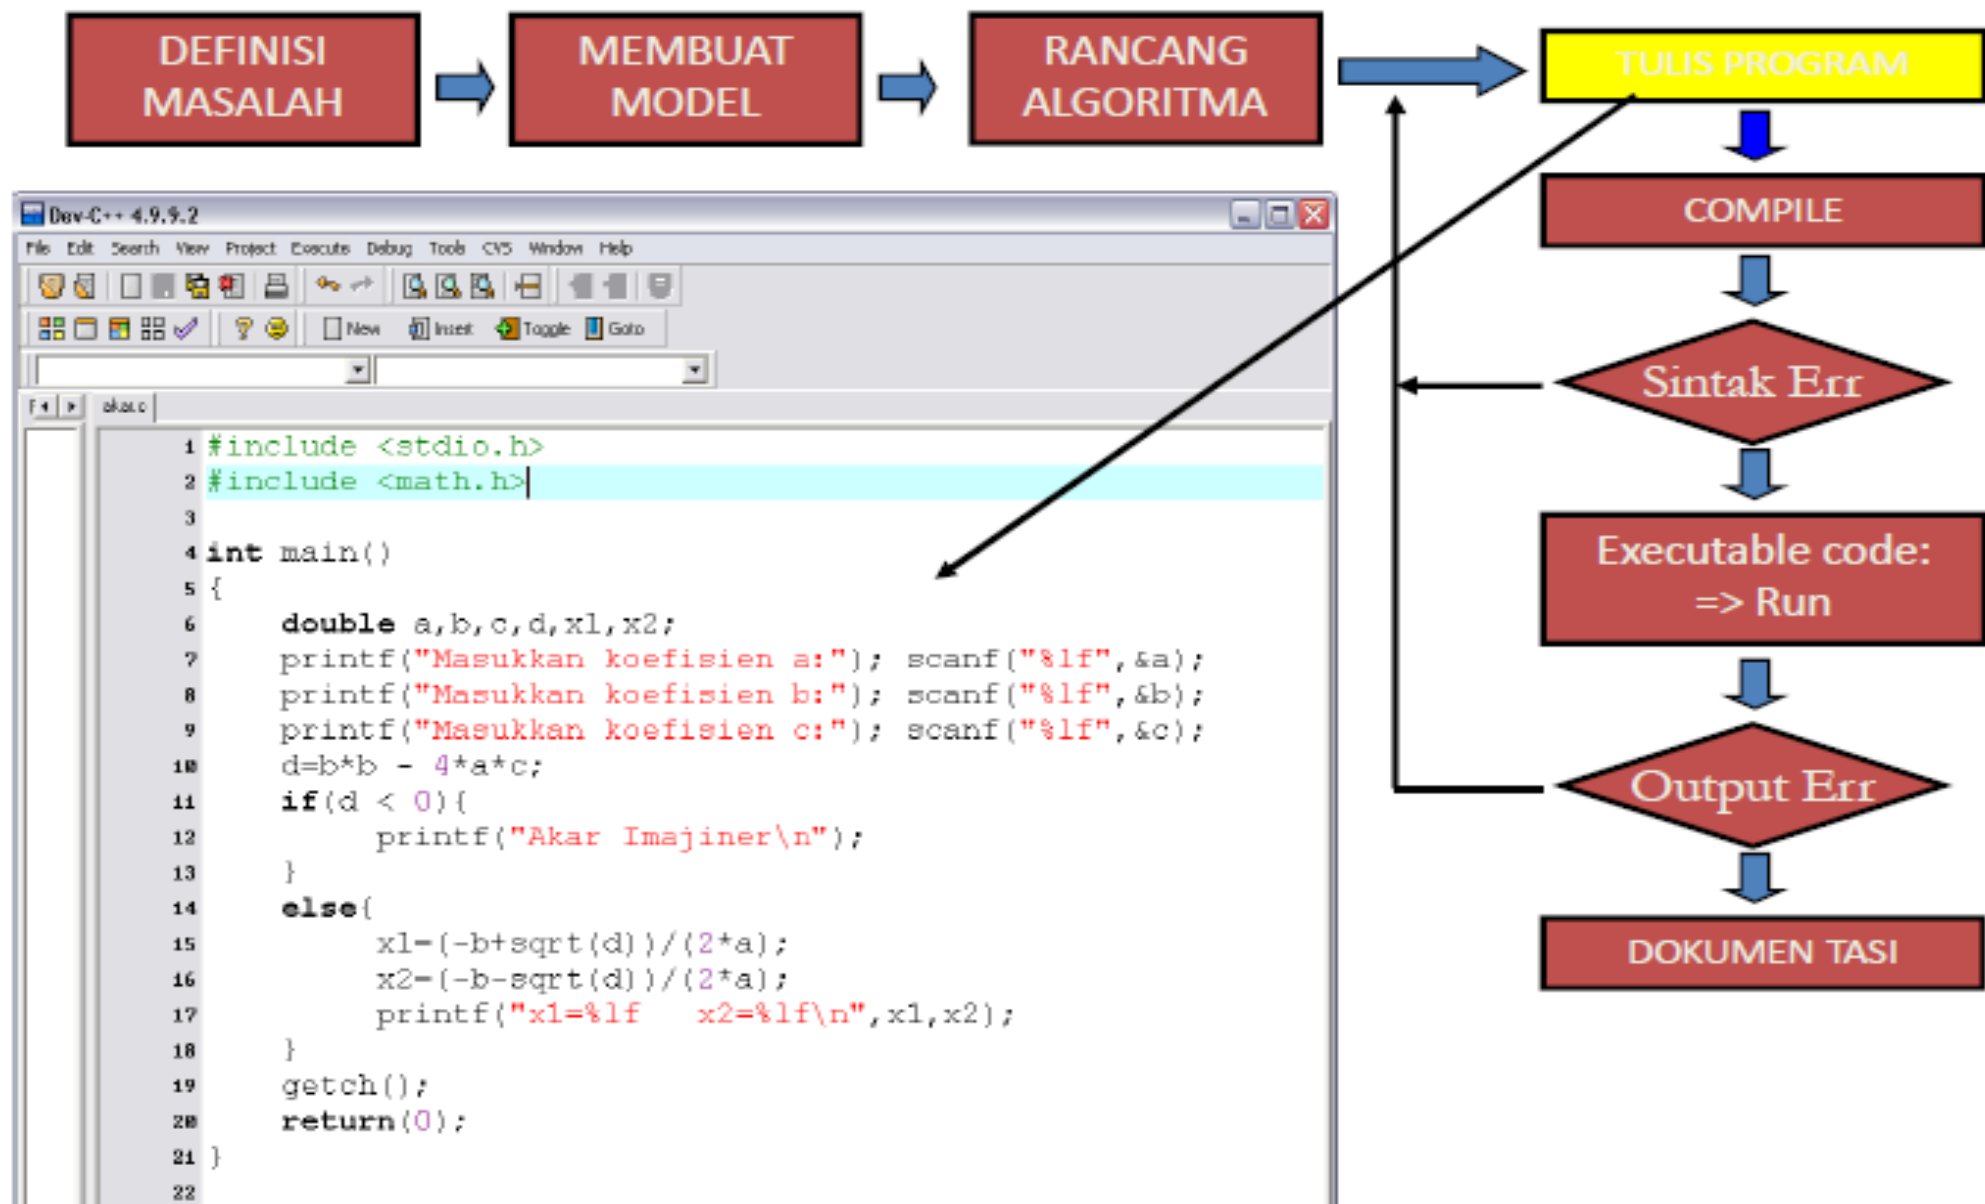 DEFINISI
MASALAH
MEMBUAT
MODEL
RANCANG
ALGORITMA
TULIS PROGRAM
COMPILE
Sintak Err
Executable code:
=> Run
Output Err
DOKUMEN TASI
Dev-C++ 4.9.9.2
File Edit Search View Project Execute Debug Tools CVS Window Help
New Insert Toggle Goto
akar.c
1 #include <stdio.h>
2 #include <math.h>
3
4 int main()
5 {
6 double a,b,c,d,x1,x2;
7 printf("Masukkan koefisien a:"); scanf("%lf",&a);
8 printf("Masukkan koefisien b:"); scanf("%lf",&b);
9 printf("Masukkan koefisien c:"); scanf("%lf",&c);
10 d=b*b - 4*a*c;
11 if(d < 0){
12 printf("Akar Imajiner\n");
13 }
14 else{
15 x1=(-b+sqrt(d))/(2*a);
16 x2=(-b-sqrt(d))/(2*a);
17 printf("x1=%lf   x2=%lf\n",x1,x2);
18 }
19 getch();
20 return(0);
21 }
22